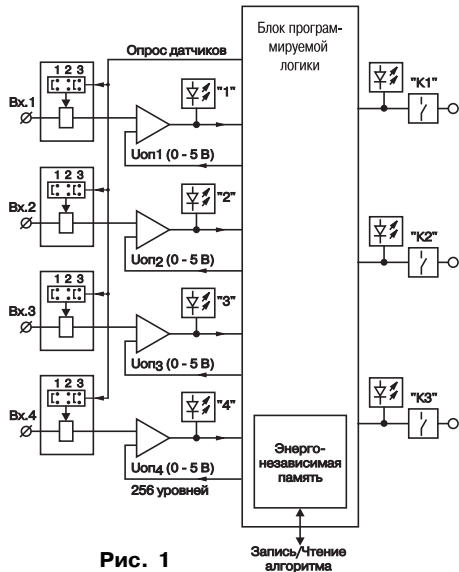 Блок програм-
мируемой
логики
Опрос датчиков
1 2 3
Вх.1
"1"
"К1"
Uоп1 (0 - 5 В)
1 2 3
Вх.2
"2"
"К2"
Uоп2 (0 - 5 В)
1 2 3
Вх.3
"3"
Uоп3 (0 - 5 В)
1 2 3
Вх.4
"4"
"К3"
Uоп4 (0 - 5 В)
256 уровней
Энерго-
независимая
память
Рис. 1
Запись/Чтение
алгоритма